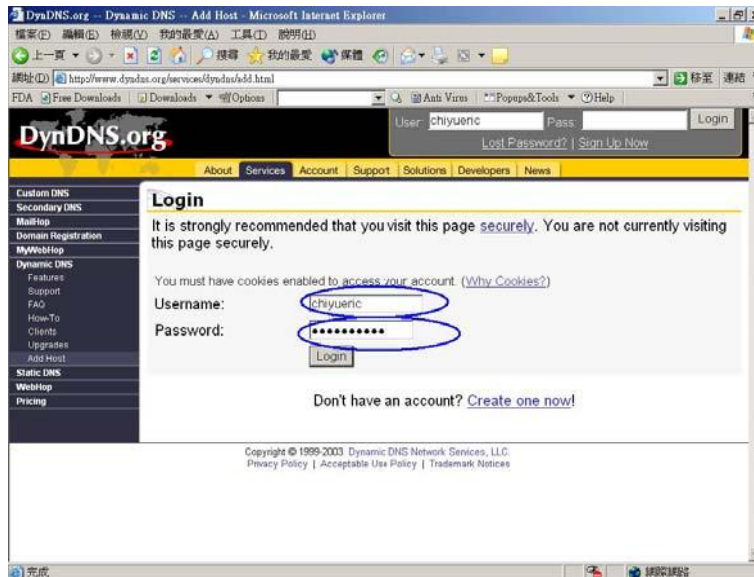 DynDNS.org -- Dynamic DNS -- Add Host - Microsoft Internet Explorer
檔案(F) 編輯(E) 檢視(V) 我的最愛(A) 工具(T) 說明(H)
上一頁 搜尋 我的最愛 媒體
網址(D) http://www.dyndns.org/services/dyndns/add.html 移至 連結
FDA Free Downloads Downloads Options Anti Virus Popups&Tools Help
DynDNS.org
User: chiyueric Pass: Login
Lost Password? | Sign Up Now
About Services Account Support Solutions Developers News
Custom DNS
Secondary DNS
MailHop
Domain Registration
MyWebHop
Dynamic DNS
Features
Support
FAQ
How-To
Clients
Upgrades
Add Host
Static DNS
WebHop
Pricing
Login
It is strongly recommended that you visit this page securely. You are not currently visiting
this page securely.
You must have cookies enabled to access your account. (Why Cookies?)
Username: chiyueric
Password: ••••••••••
Login
Don't have an account? Create one now!
Copyright © 1999-2003 Dynamic DNS Network Services, LLC.
Privacy Policy | Acceptable Use Policy | Trademark Notices
完成 網際網路